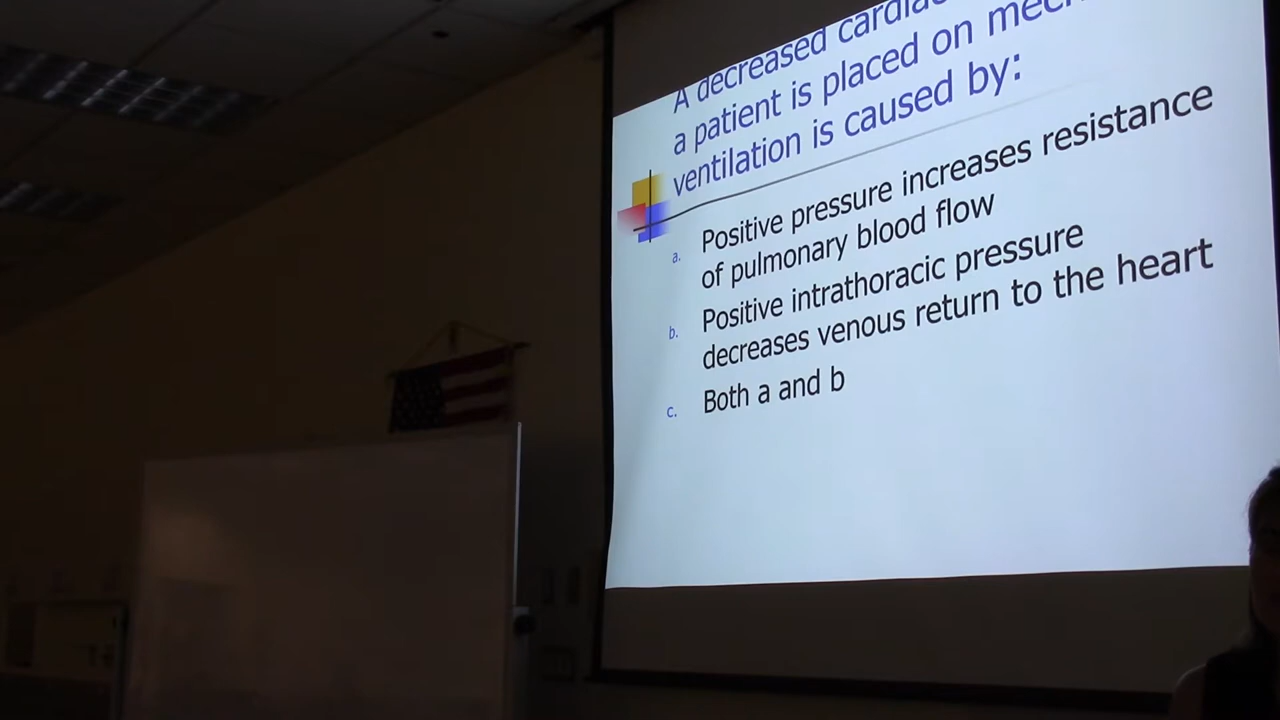 A decreased cardiac
a patient is placed on
ventilation is caused by:
a. Positive pressure increases resistance
of pulmonary blood flow
b. Positive intrathoracic pressure
decreases venous return to the heart
c. Both a and b